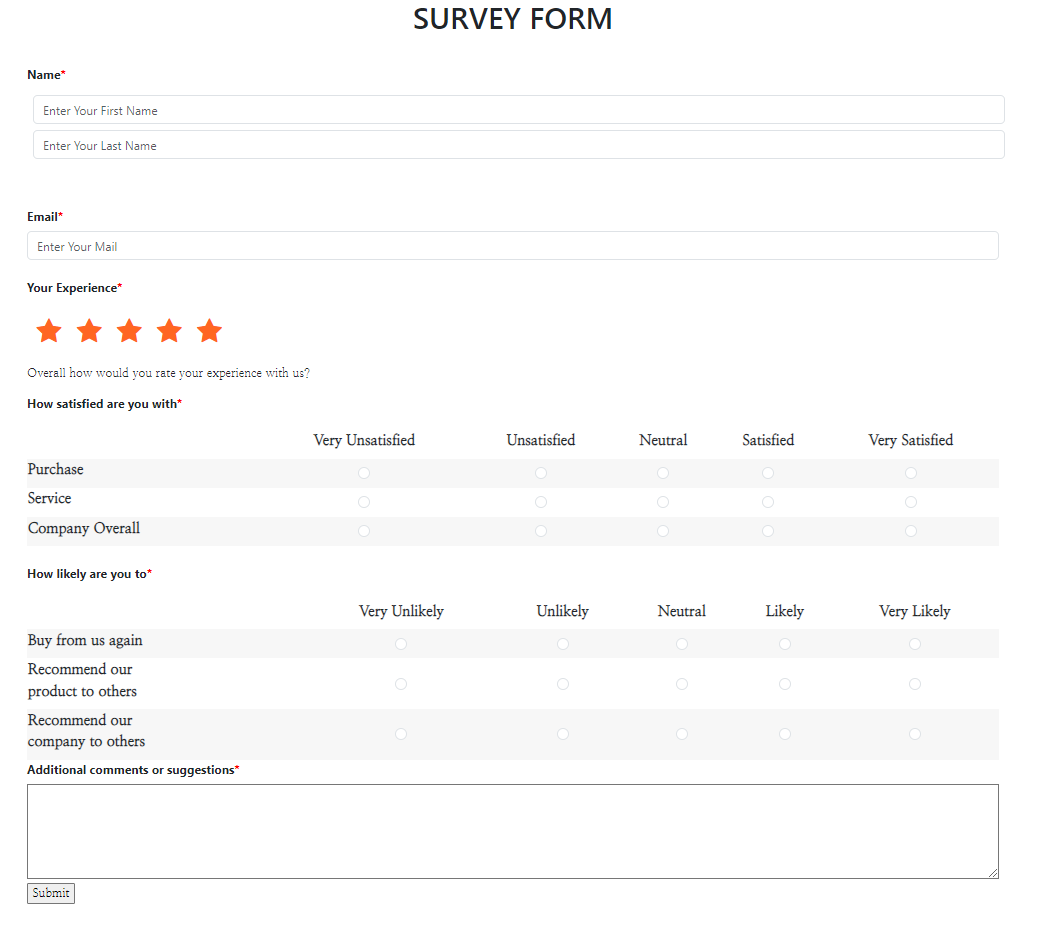 SURVEY FORM
Name*
Enter Your First Name
Enter Your Last Name
Email*
Enter Your Mail
Your Experience*
Overall how would you rate your experience with us?
How satisfied are you with*
Very Unsatisfied Unsatisfied Neutral Satisfied Very Satisfied
Purchase
Service
Company Overall
How likely are you to*
Very Unlikely Unlikely Neutral Likely Very Likely
Buy from us again
Recommend our
product to others
Recommend our
company to others
Additional comments or suggestions*
Submit